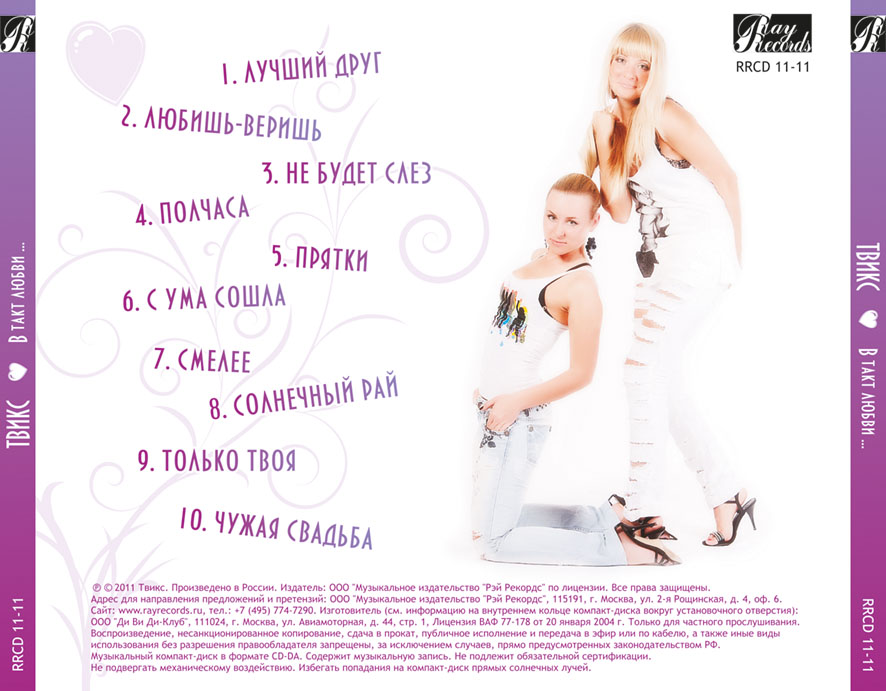 1. ЛУЧШИЙ ДРУГ
2. ЛЮБИШЬ-ВЕРИШЬ
3. НЕ БУДЕТ СЛЕЗ
4. ПОЛЧАСА
5. ПРЯТКИ
6. С УМА СОШЛА
7. СМЕЛЕЕ
8. СОЛНЕЧНЫЙ РАЙ
9. ТОЛЬКО ТВОЯ
10. ЧУЖАЯ СВАДЬБА
Ray
Records
RRCD 11-11
℗ © 2011 Твикс. Произведено в России. Издатель: ООО "Музыкальное издательство "Рэй Рекордс" по лицензии. Все права защищены.
Адрес для направления предложений и претензий: ООО "Музыкальное издательство "Рэй Рекордс", 115191, г. Москва, ул. 2-я Рощинская, д. 4, оф. 6.
Сайт: www.rayrecords.ru, тел.: +7 (495) 774-7290. Изготовитель (см. информацию на внутреннем кольце компакт-диска вокруг установочного отверстия):
ООО "Ди Ви Ди-Клуб", 111024, г. Москва, ул. Авиамоторная, д. 44, стр. 1, Лицензия ВАФ 77-178 от 20 января 2004 г. Только для частного прослушивания.
Воспроизведение, несанкционированное копирование, сдача в прокат, публичное исполнение и передача в эфир или по кабелю, а также иные виды
использования без разрешения правообладателя запрещены, за исключением случаев, прямо предусмотренных законодательством РФ.
Музыкальный компакт-диск в формате CD-DA. Содержит музыкальную запись. Не подлежит обязательной сертификации.
Не подвергать механическому воздействию. Избегать попадания на компакт-диск прямых солнечных лучей.
RRCD 11-11 ТВИКС В ТАКТ ЛЮБВИ ...
ТВИКС В ТАКТ ЛЮБВИ ... RRCD 11-11